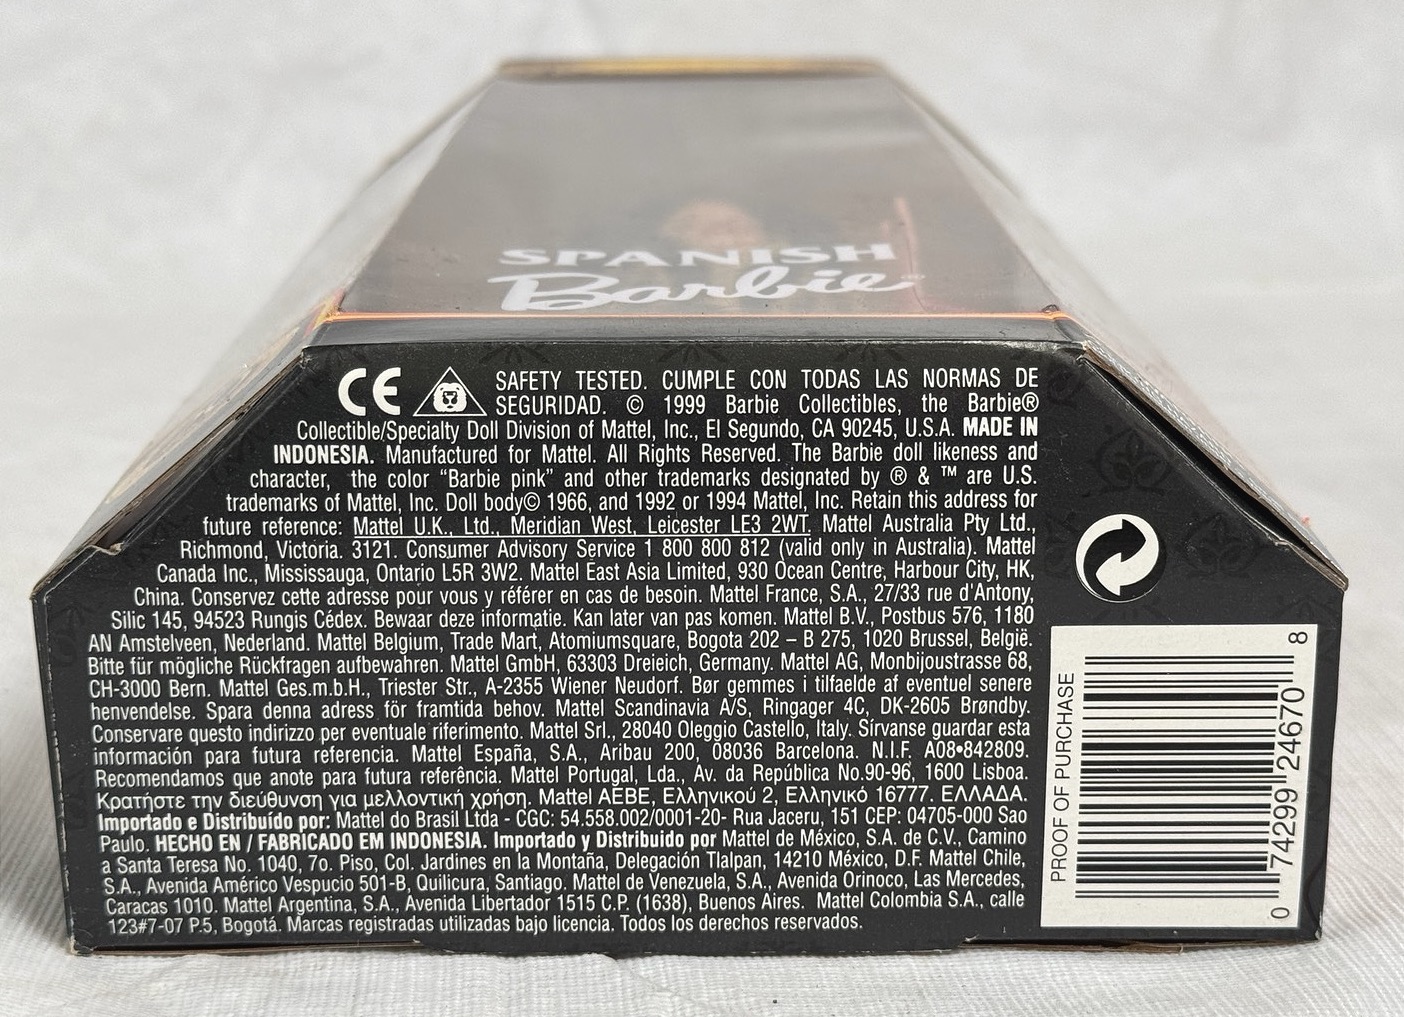 SPANISH
Barbie™
CE SAFETY TESTED. CUMPLE CON TODAS LAS NORMAS DE
SEGURIDAD. © 1999 Barbie Collectibles, the Barbie®
Collectible/Specialty Doll Division of Mattel, Inc., El Segundo, CA 90245, U.S.A. MADE IN
INDONESIA. Manufactured for Mattel. All Rights Reserved. The Barbie doll likeness and
character, the color “Barbie pink” and other trademarks designated by ® & ™ are U.S.
trademarks of Mattel, Inc. Doll body© 1966, and 1992 or 1994 Mattel, Inc. Retain this address for
future reference: Mattel U.K., Ltd., Meridian West, Leicester LE3 2WT. Mattel Australia Pty Ltd.,
Richmond, Victoria. 3121. Consumer Advisory Service 1 800 800 812 (valid only in Australia). Mattel
Canada Inc., Mississauga, Ontario L5R 3W2. Mattel East Asia Limited, 930 Ocean Centre, Harbour City, HK,
China. Conservez cette adresse pour vous y référer en cas de besoin. Mattel France, S.A., 27/33 rue d'Antony,
Silic 145, 94523 Rungis Cédex. Bewaar deze informatie. Kan later van pas komen. Mattel B.V., Postbus 576, 1180
AN Amstelveen, Nederland. Mattel Belgium, Trade Mart, Atomiumsquare, Bogota 202 – B 275, 1020 Brussel, België.
Bitte für mögliche Rückfragen aufbewahren. Mattel GmbH, 63303 Dreieich, Germany. Mattel AG, Monbijoustrasse 68,
CH-3000 Bern. Mattel Ges.m.b.H., Triester Str., A-2355 Wiener Neudorf. Bør gemmes i tilfaelde af eventuel senere
henvendelse. Spara denna adress för framtida behov. Mattel Scandinavia A/S, Ringager 4C, DK-2605 Brøndby.
Conservare questo indirizzo per eventuale riferimento. Mattel Srl., 28040 Oleggio Castello, Italy. Sírvanse guardar esta
información para futura referencia. Mattel España, S.A., Aribau 200, 08036 Barcelona. N.I.F. A08•842809.
Recomendamos que anote para futura referência. Mattel Portugal, Lda., Av. da República No.90-96, 1600 Lisboa.
Κρατήστε την διεύθυνση για μελλοντική χρήση. Mattel AEBE, Ελληνικού 2, Ελληνικό 16777. ΕΛΛΑΔΑ.
Importado e Distribuído por: Mattel do Brasil Ltda - CGC: 54.558.002/0001-20- Rua Jaceru, 151 CEP: 04705-000 Sao
Paulo. HECHO EN / FABRICADO EM INDONESIA. Importado y Distribuido por Mattel de México, S.A. de C.V., Camino
a Santa Teresa No. 1040, 7o. Piso, Col. Jardines en la Montaña, Delegación Tlalpan, 14210 México, D.F. Mattel Chile,
S.A., Avenida Américo Vespucio 501-B, Quilicura, Santiago. Mattel de Venezuela, S.A., Avenida Orinoco, Las Mercedes,
Caracas 1010. Mattel Argentina, S.A., Avenida Libertador 1515 C.P. (1638), Buenos Aires. Mattel Colombia S.A., calle
123#7-07 P.5, Bogotá. Marcas registradas utilizadas bajo licencia. Todos los derechos reservados.
PROOF OF PURCHASE
0 74299 24670 8